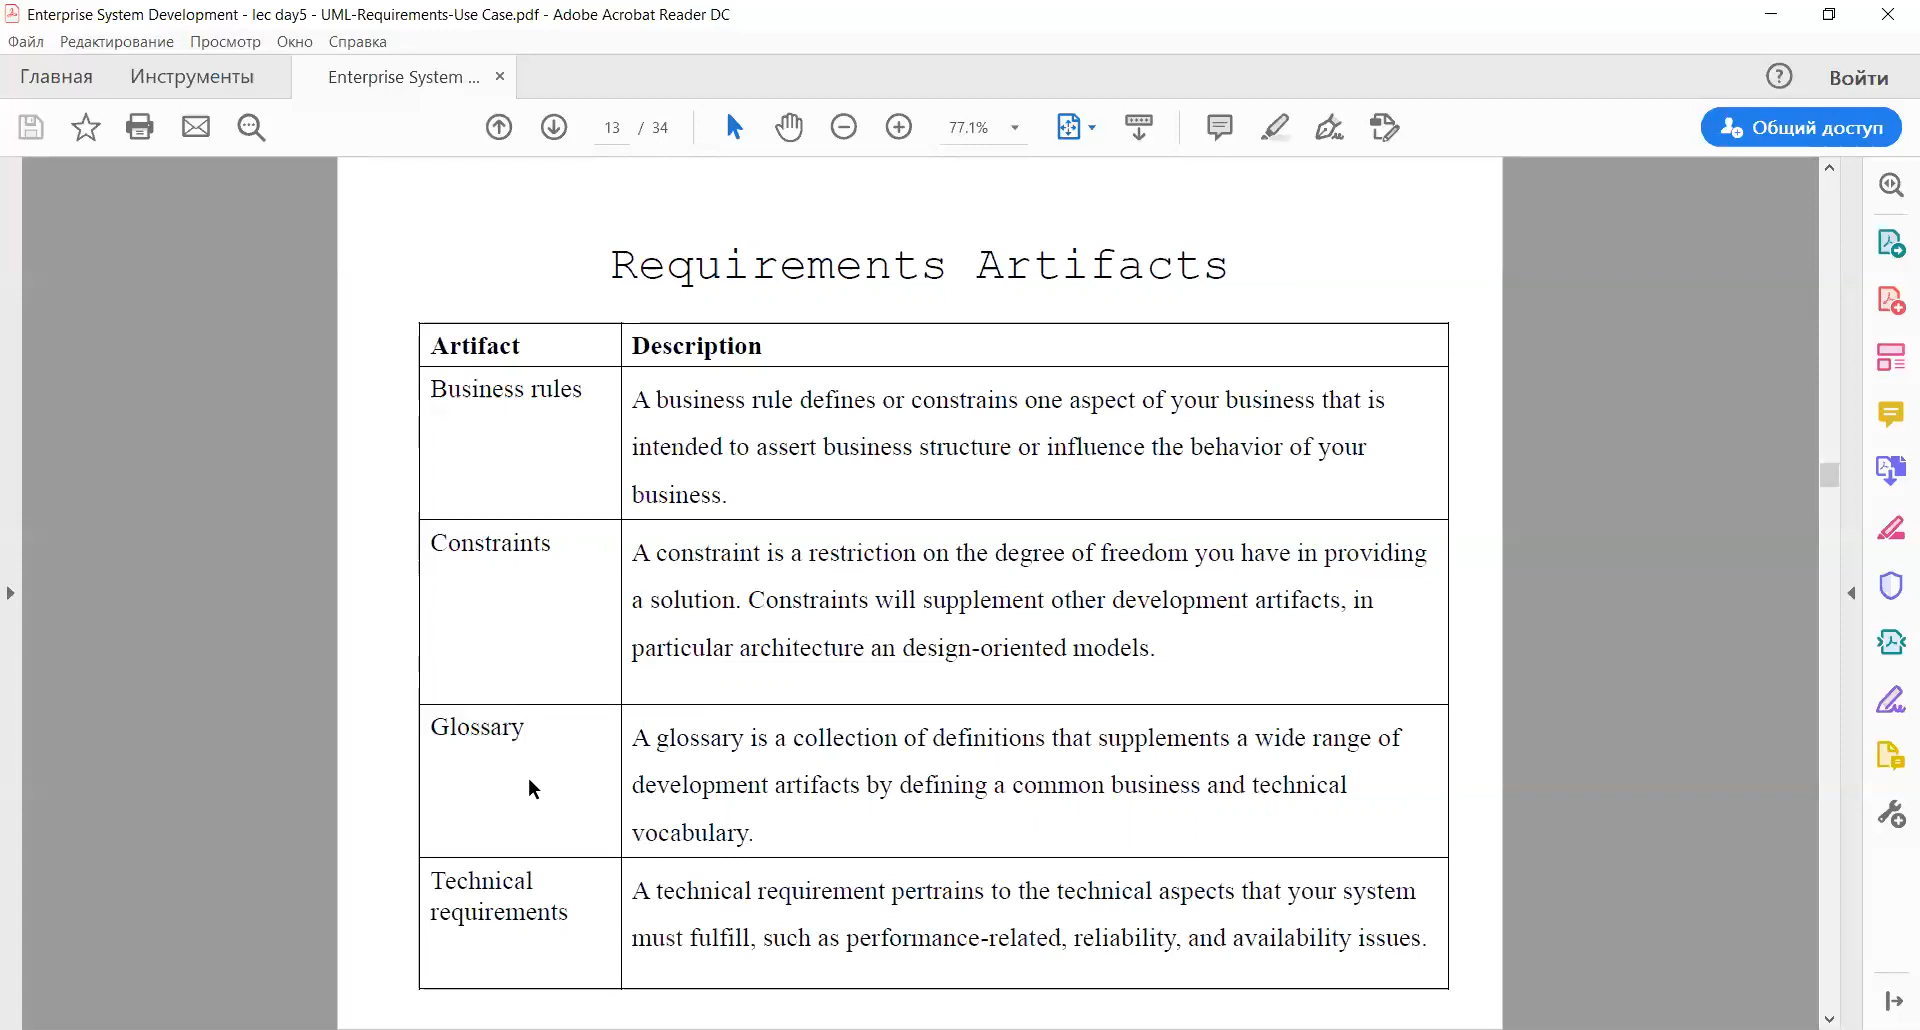 Enterprise System Development - lec day5 - UML-Requirements-Use Case.pdf - Adobe Acrobat Reader DC
Файл Редактирование Просмотр Окно Справка
Главная Инструменты Enterprise System ... Войти
13 / 34 77.1% Общий доступ
Requirements Artifacts
Artifact Description
Business rules
A business rule defines or constrains one aspect of your business that is
intended to assert business structure or influence the behavior of your
business.
Constraints
A constraint is a restriction on the degree of freedom you have in providing
a solution. Constraints will supplement other development artifacts, in
particular architecture an design-oriented models.
Glossary
A glossary is a collection of definitions that supplements a wide range of
development artifacts by defining a common business and technical
vocabulary.
Technical
requirements
A technical requirement pertrains to the technical aspects that your system
must fulfill, such as performance-related, reliability, and availability issues.